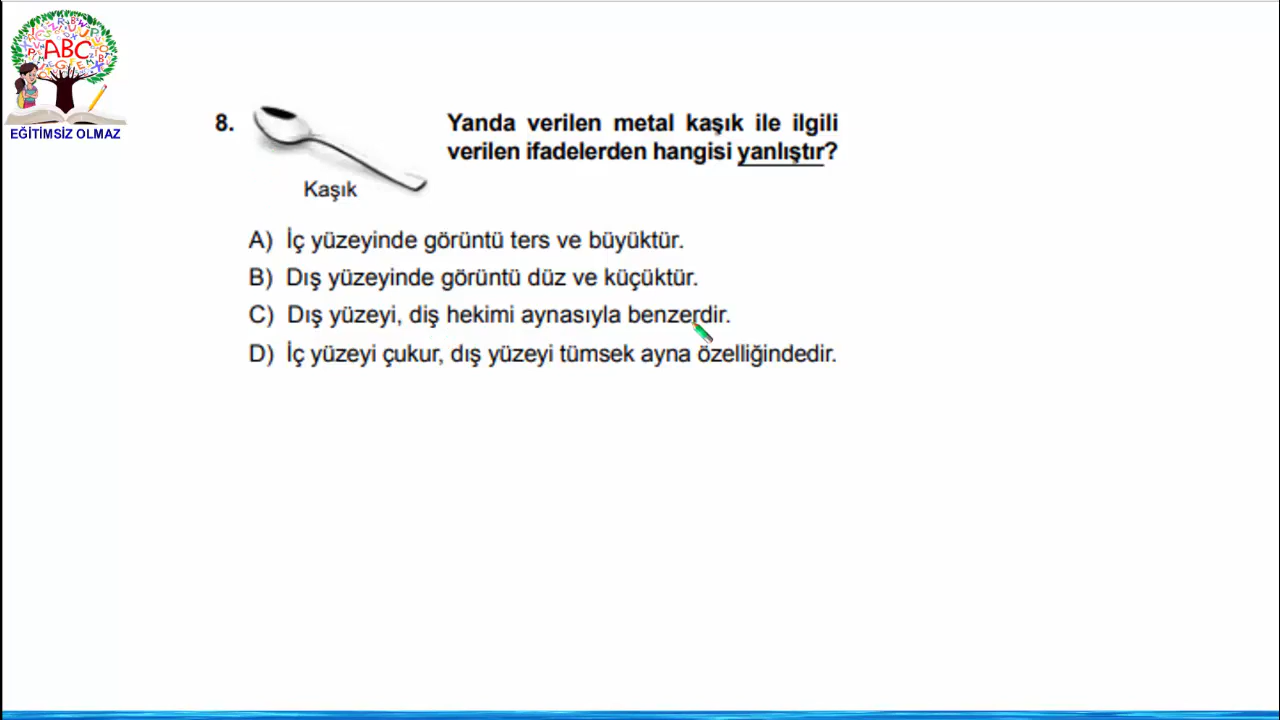 ABC
EĞİTİMSİZ OLMAZ
8.
Yanda verilen metal kaşık ile ilgili
verilen ifadelerden hangisi yanlıştır?
Kaşık
A) İç yüzeyinde görüntü ters ve büyüktür.
B) Dış yüzeyinde görüntü düz ve küçüktür.
C) Dış yüzeyi, diş hekimi aynasıyla benzerdir.
D) İç yüzeyi çukur, dış yüzeyi tümsek ayna özelliğindedir.